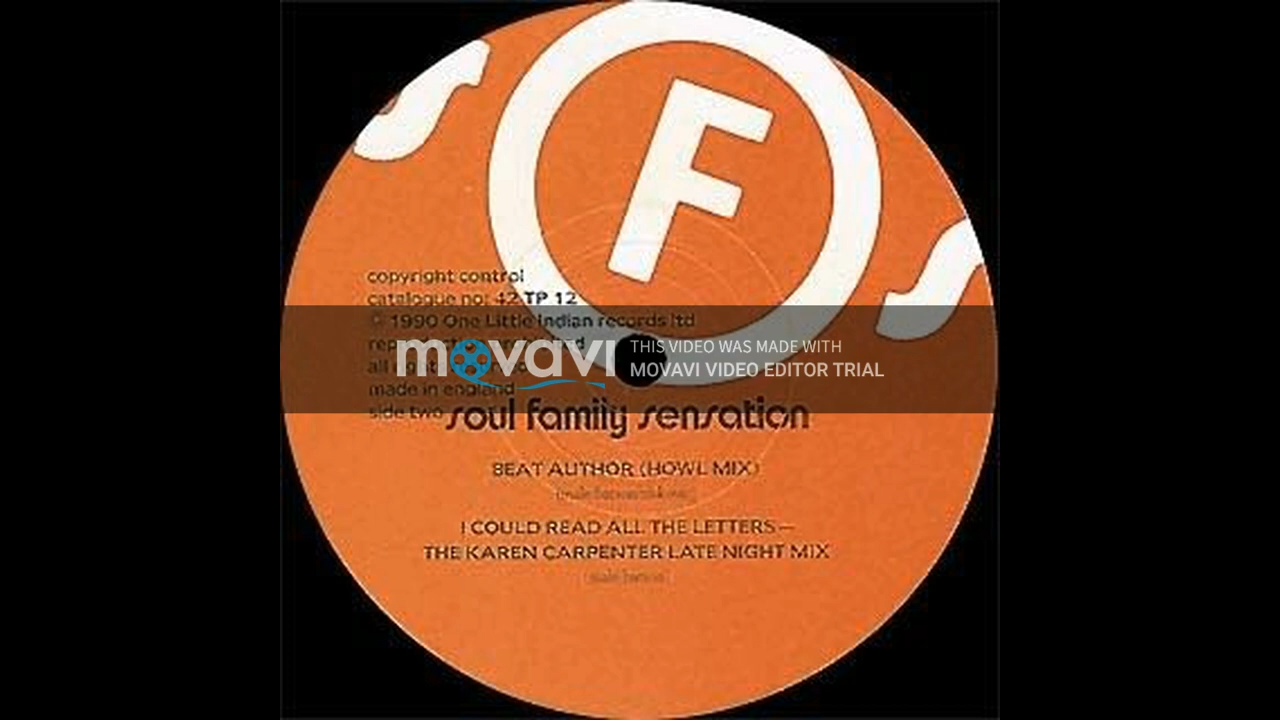 S
F
S
copyright control
catalogue no: 42 TP 12
© 1990 One Little Indian records ltd
made in england
side two
movavi
THIS VIDEO WAS MADE WITH
MOVAVI VIDEO EDITOR TRIAL
soul family sensation
BEAT AUTHOR (HOWL MIX)
I COULD READ ALL THE LETTERS —
THE KAREN CARPENTER LATE NIGHT MIX